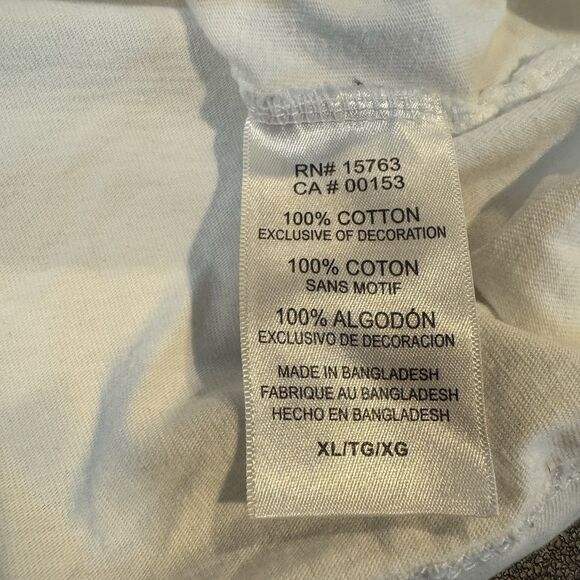 RN# 15763
CA # 00153
100% COTTON
EXCLUSIVE OF DECORATION
100% COTON
SANS MOTIF
100% ALGODÓN
EXCLUSIVO DE DECORACION
MADE IN BANGLADESH
FABRIQUE AU BANGLADESH
HECHO EN BANGLADESH
XL/TG/XG